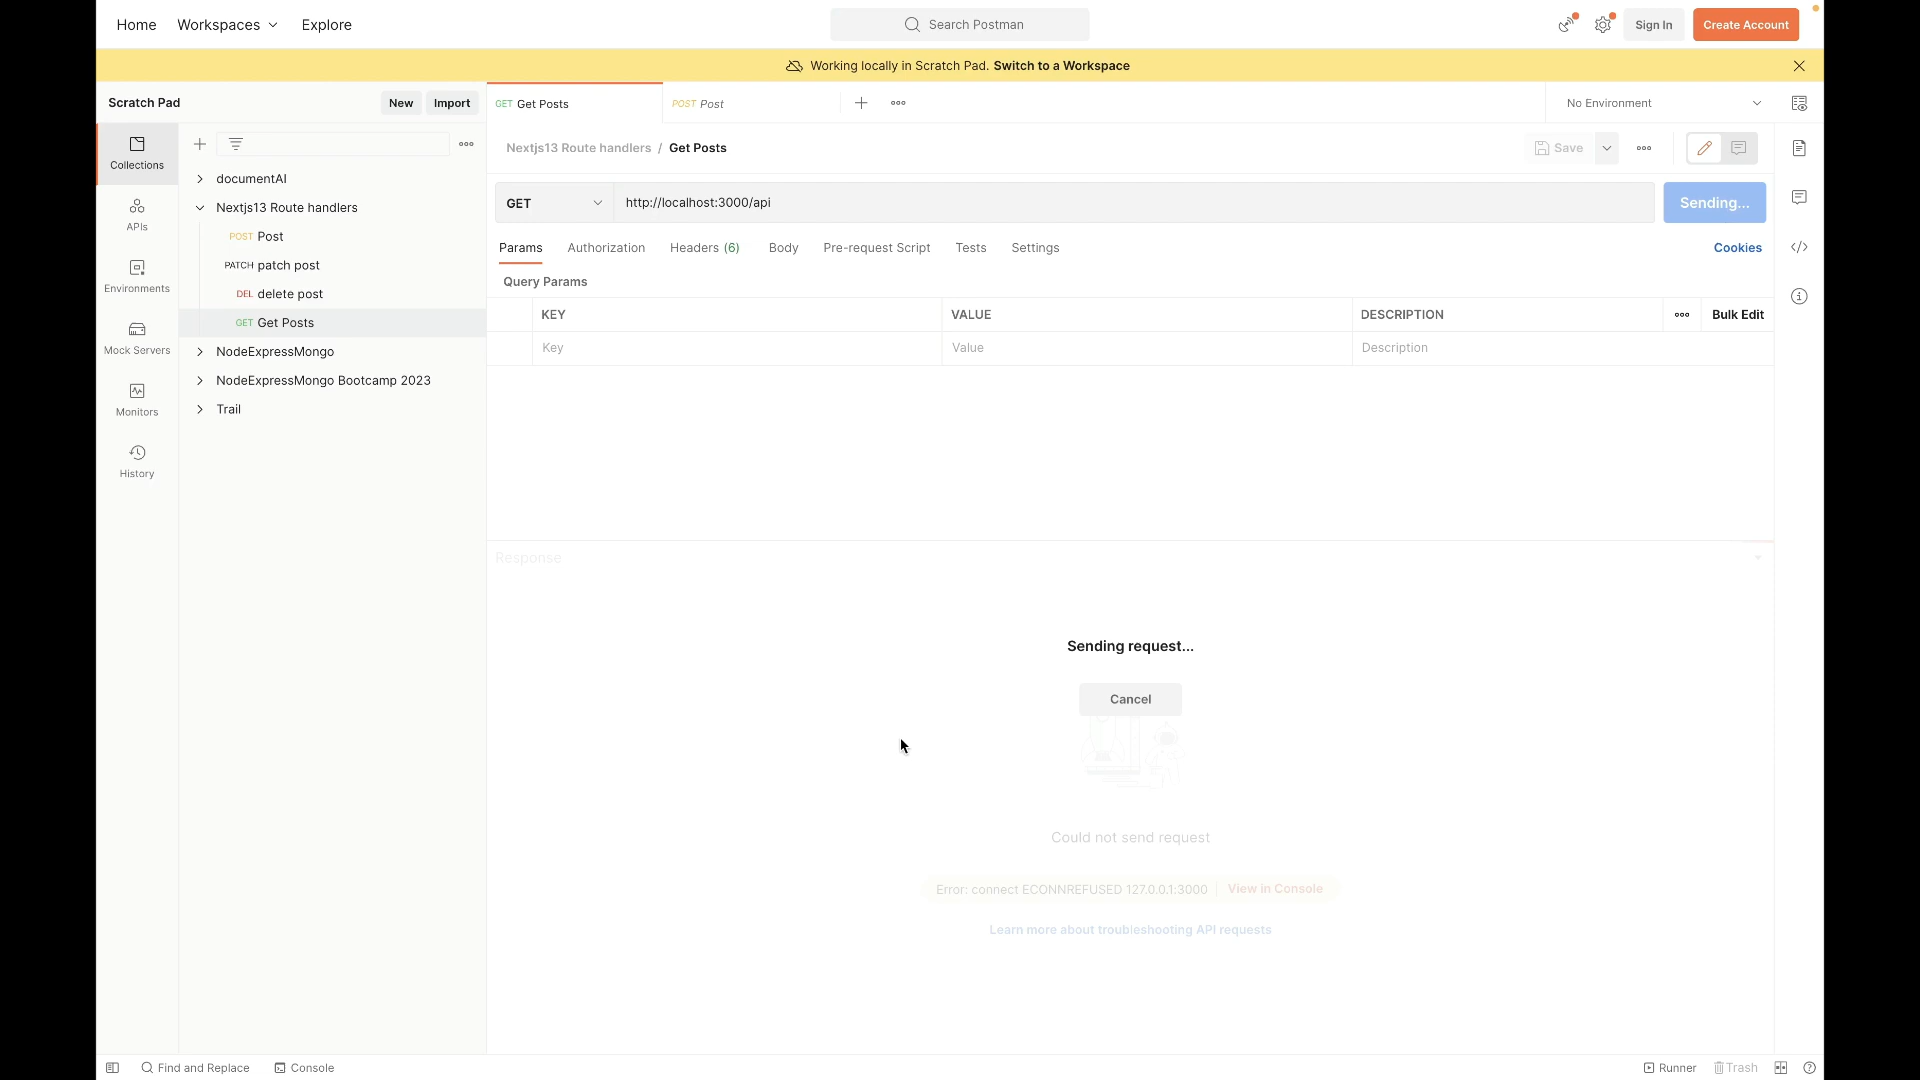 Home Workspaces Explore Search Postman Sign In Create Account
Working locally in Scratch Pad. Switch to a Workspace
Scratch Pad New Import
GET Get Posts POST Post No Environment
Collections
Nextjs13 Route handlers / Get Posts Save
documentAI
Nextjs13 Route handlers
GET http://localhost:3000/api Sending...
APIs
POST Post
Params Authorization Headers (6) Body Pre-request Script Tests Settings Cookies
PATCH patch post
Query Params
Environments
DEL delete post
KEY VALUE DESCRIPTION Bulk Edit
GET Get Posts
Mock Servers
Key Value Description
NodeExpressMongo
NodeExpressMongo Bootcamp 2023
Monitors
Trail
History
Response
Sending request...
Cancel
Could not send request
Error: connect ECONNREFUSED 127.0.0.1:3000 View in Console
Learn more about troubleshooting API requests
Find and Replace Console Runner Trash